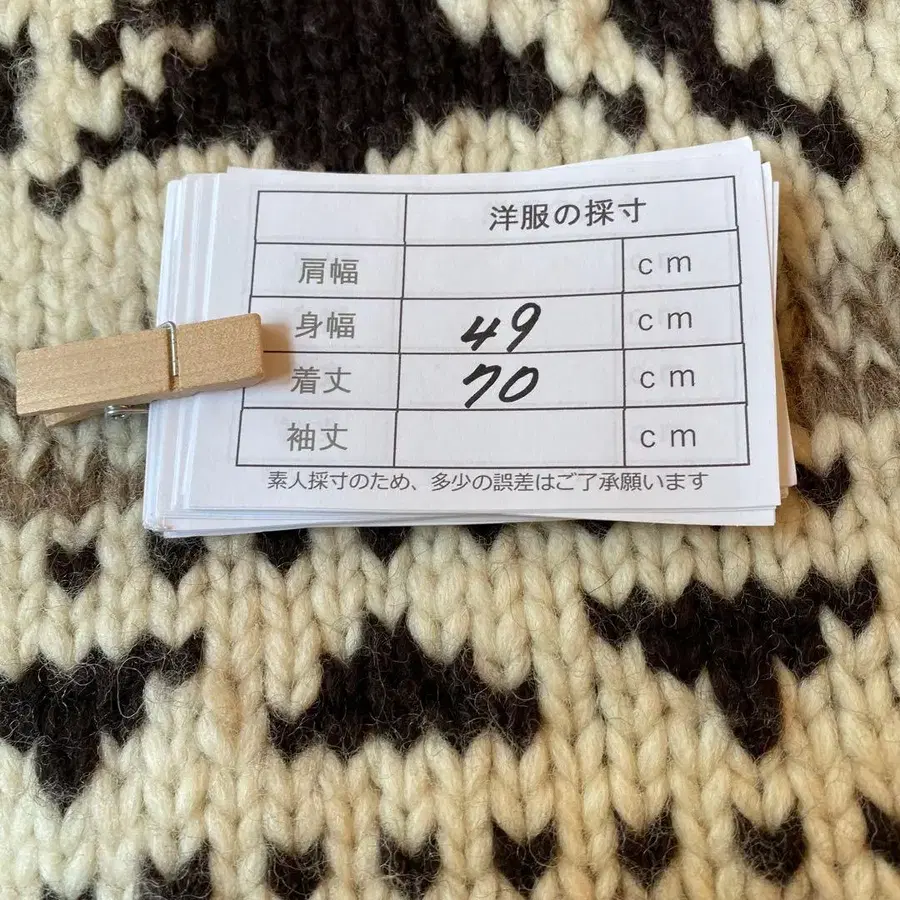 洋服の採寸
肩幅 cm
身幅 49 cm
着丈 70 cm
袖丈 cm
素人採寸のため、多少の誤差はご了承願います